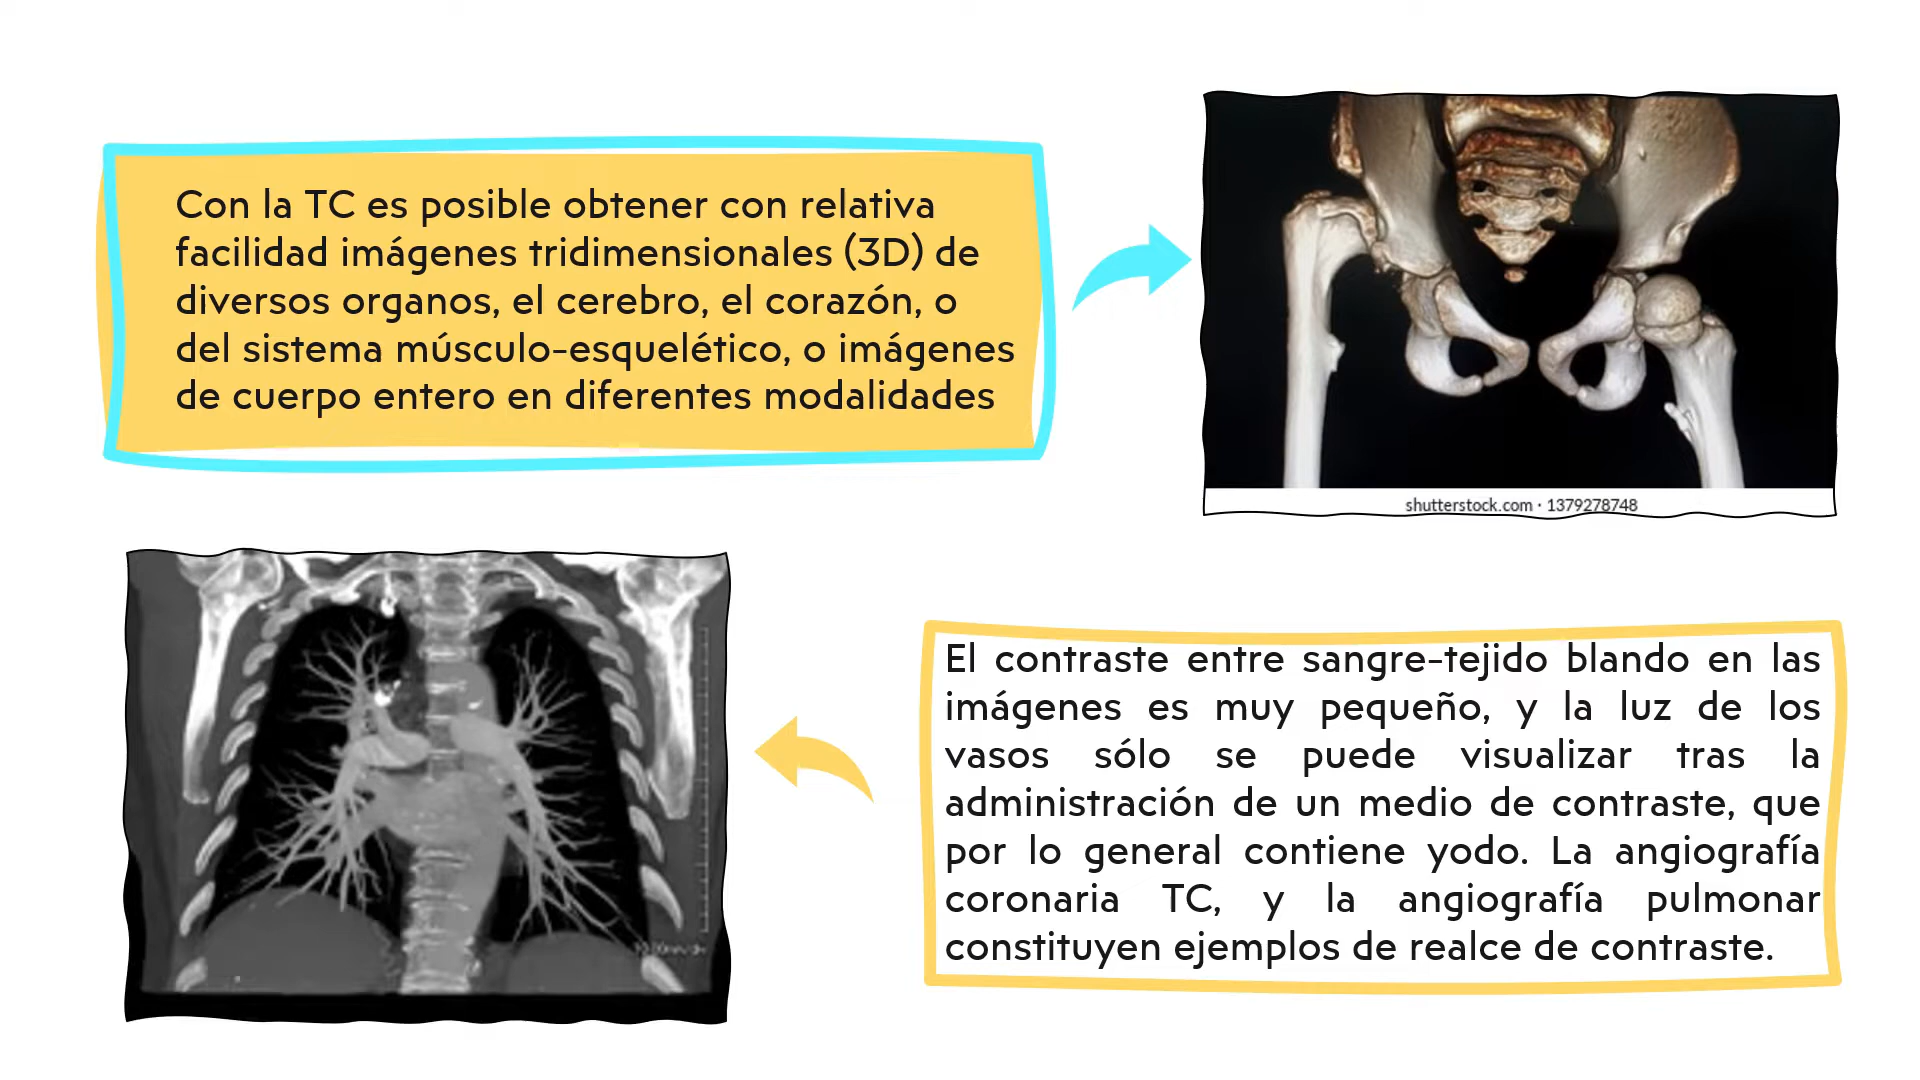 Con la TC es posible obtener con relativa
facilidad imágenes tridimensionales (3D) de
diversos organos, el cerebro, el corazón, o
del sistema músculo-esquelético, o imágenes
de cuerpo entero en diferentes modalidades
shutterstock.com · 1379278748
El contraste entre sangre-tejido blando en las
imágenes es muy pequeño, y la luz de los
vasos sólo se puede visualizar tras la
administración de un medio de contraste, que
por lo general contiene yodo. La angiografía
coronaria TC, y la angiografía pulmonar
constituyen ejemplos de realce de contraste.